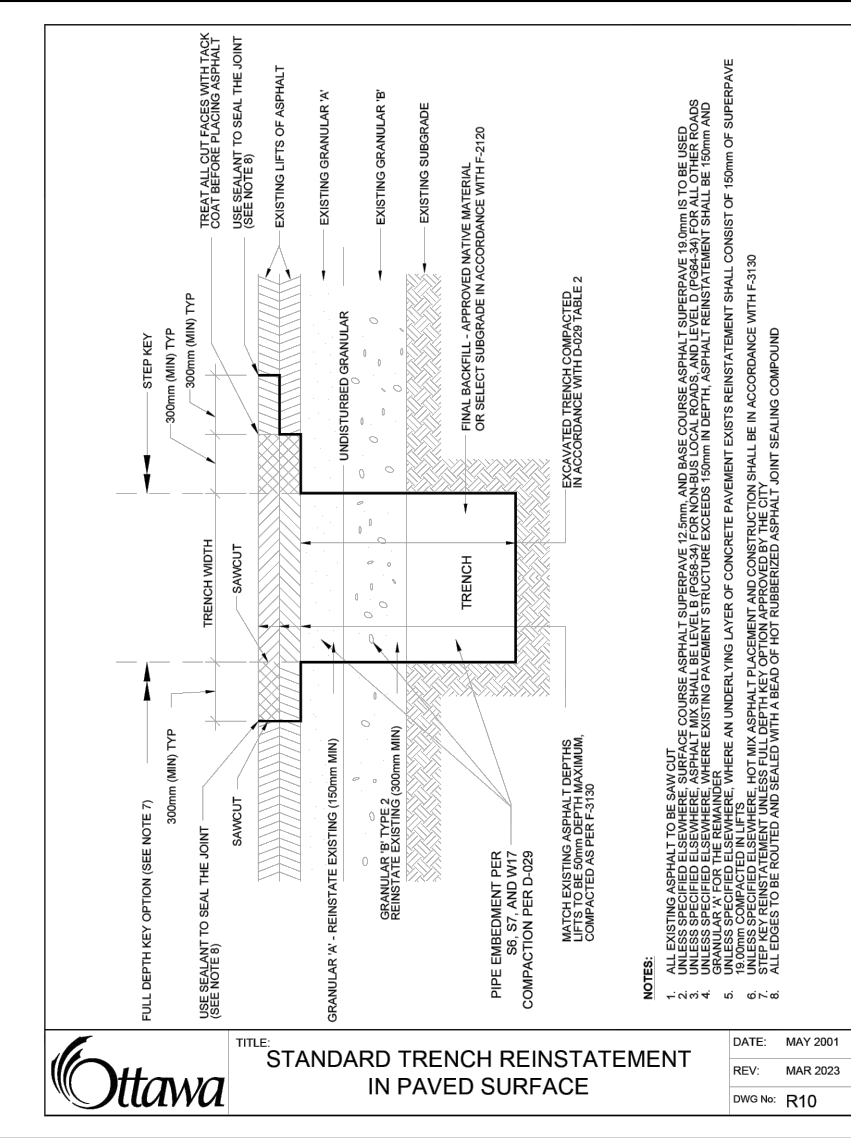 FULL DEPTH KEY OPTION (SEE NOTE 7)
STEP KEY
300mm (MIN) TYP
TRENCH WIDTH
300mm (MIN) TYP
300mm (MIN) TYP
USE SEALANT TO SEAL THE JOINT
(SEE NOTE 8)
SAWCUT
SAWCUT
TREAT ALL CUT FACES WITH TACK
COAT BEFORE PLACING ASPHALT
USE SEALANT TO SEAL THE JOINT
(SEE NOTE 8)
EXISTING LIFTS OF ASPHALT
EXISTING GRANULAR 'A'
EXISTING GRANULAR 'B'
EXISTING SUBGRADE
UNDISTURBED GRANULAR
GRANULAR 'A' - REINSTATE EXISTING (150mm MIN)
GRANULAR 'B' TYPE 2
REINSTATE EXISTING (300mm MIN)
TRENCH
FINAL BACKFILL - APPROVED NATIVE MATERIAL
OR SELECT SUBGRADE IN ACCORDANCE WITH F-2120
PIPE EMBEDMENT PER
S6, S7, AND W17
COMPACTION PER D-029
MATCH EXISTING ASPHALT DEPTHS
LIFTS TO BE 50mm DEPTH MAXIMUM,
COMPACTED AS PER F-3130
EXCAVATED TRENCH COMPACTED
IN ACCORDANCE WITH D-029 TABLE 2
NOTES:
1. ALL EXISTING ASPHALT TO BE SAW CUT
2. UNLESS SPECIFIED ELSEWHERE, SURFACE COURSE ASPHALT SUPERPAVE 12.5mm, AND BASE COURSE ASPHALT SUPERPAVE 19.0mm IS TO BE USED
3. UNLESS SPECIFIED ELSEWHERE, ASPHALT MIX SHALL BE LEVEL B (PG58-34) FOR NON-BUS LOCAL ROADS, AND LEVEL D (PG64-34) FOR ALL OTHER ROADS
4. UNLESS SPECIFIED ELSEWHERE, WHERE EXISTING PAVEMENT STRUCTURE EXCEEDS 150mm IN DEPTH, ASPHALT REINSTATEMENT SHALL BE 150mm AND
GRANULAR 'A' FOR THE REMAINDER
5. UNLESS SPECIFIED ELSEWHERE, WHERE AN UNDERLYING LAYER OF CONCRETE PAVEMENT EXISTS REINSTATEMENT SHALL CONSIST OF 150mm OF SUPERPAVE
19.00mm COMPACTED IN LIFTS
6. UNLESS SPECIFIED ELSEWHERE, HOT MIX ASPHALT PLACEMENT AND CONSTRUCTION SHALL BE IN ACCORDANCE WITH F-3130
7. STEP KEY REINSTATEMENT UNLESS FULL DEPTH KEY OPTION APPROVED BY THE CITY
8. ALL EDGES TO BE ROUTED AND SEALED WITH A BEAD OF HOT RUBBERIZED ASPHALT JOINT SEALING COMPOUND
Ottawa
TITLE:
STANDARD TRENCH REINSTATEMENT
IN PAVED SURFACE
DATE: MAY 2001
REV: MAR 2023
DWG No: R10